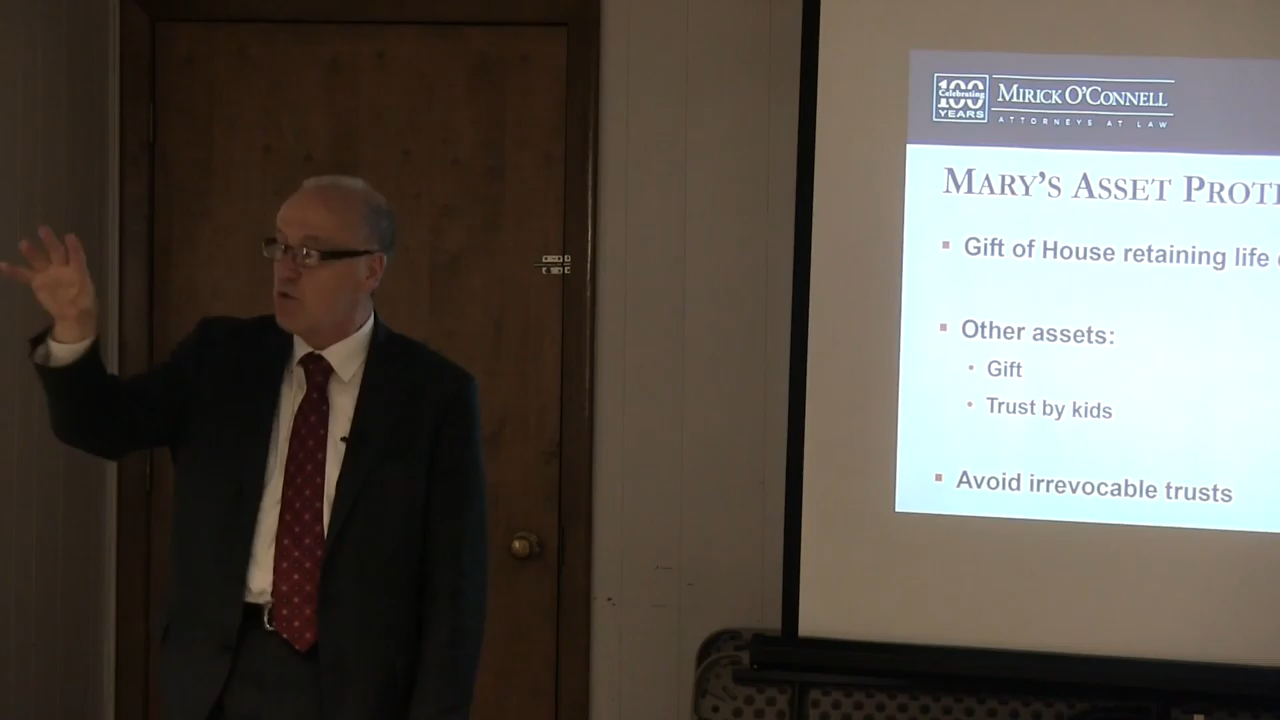 Celebrating
100
YEARS
MIRICK O'CONNELL
ATTORNEYS AT LAW
MARY'S ASSET
Gift of House retaining life
Other assets:
Gift
Trust by kids
Avoid irrevocable trusts